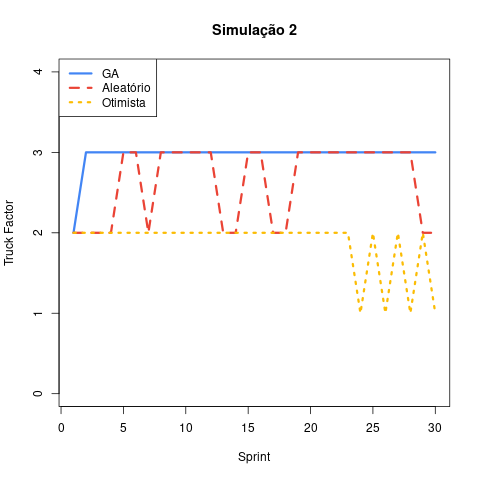 Simulação 2
GA
Aleatório
Otimista
Truck Factor
4
3
2
1
0
0 5 10 15 20 25 30
Sprint